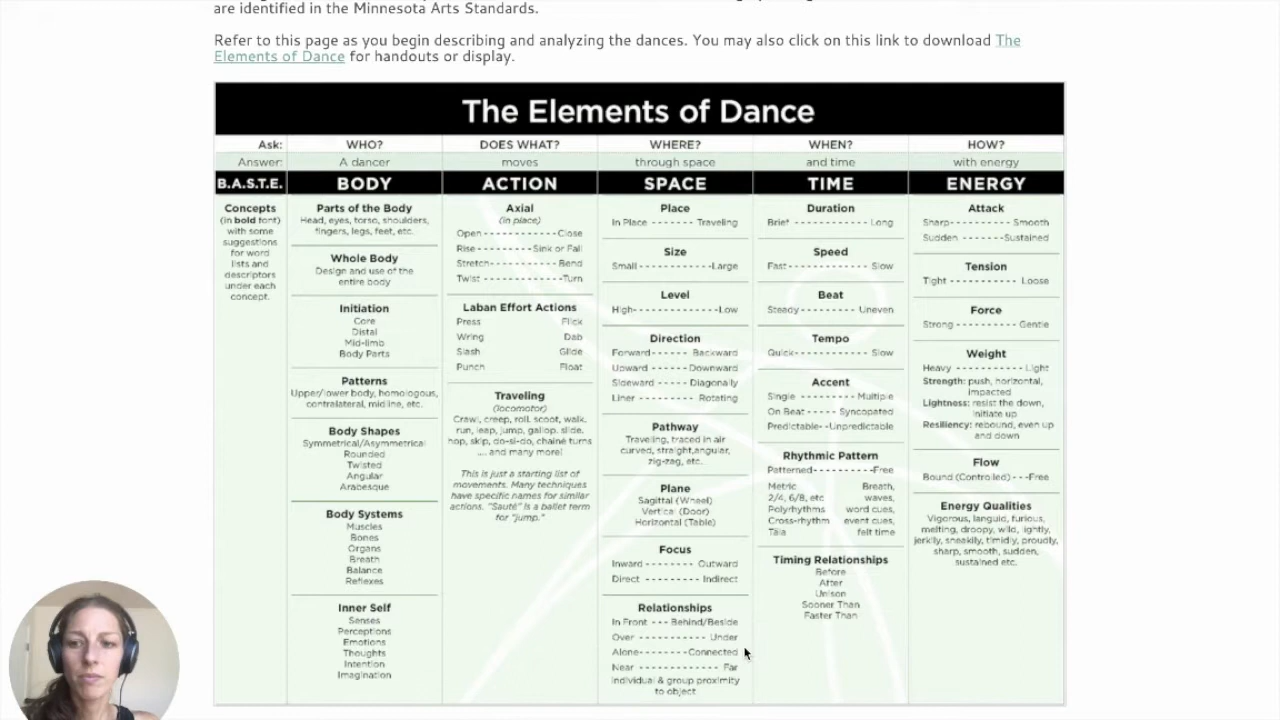 are identified in the Minnesota Arts Standards.
Refer to this page as you begin describing and analyzing the dances. You may also click on this link to download The
Elements of Dance for handouts or display.
The Elements of Dance
Ask: WHO? DOES WHAT? WHERE? WHEN? HOW?
Answer: A dancer moves through space and time with energy
B.A.S.T.E. BODY ACTION SPACE TIME ENERGY
Concepts
(in bold font)
with some
suggestions
for word
lists and
descriptors
under each
concept.
Parts of the Body
Head, eyes, torso, shoulders,
fingers, legs, feet, etc.
Whole Body
Design and use of the
entire body
Initiation
Core
Distal
Mid-limb
Body Parts
Patterns
Upper/lower body, homologous,
contralateral, midline, etc.
Body Shapes
Symmetrical/Asymmetrical
Rounded
Twisted
Angular
Arabesque
Body Systems
Muscles
Bones
Organs
Breath
Balance
Reflexes
Inner Self
Senses
Perceptions
Emotions
Thoughts
Intention
Imagination
Axial
(in place)
Open - - - - - - - - - - Close
Rise - - - - - - - - Sink or Fall
Stretch - - - - - - - - - Bend
Twist - - - - - - - - - - Turn
Laban Effort Actions
Press Flick
Wring Dab
Slash Glide
Punch Float
Traveling
(locomotor)
Crawl, creep, roll, scoot, walk,
run, leap, jump, gallop, slide,
hop, skip, do-si-do, chaîné turns
.... and many more!
This is just a starting list of
movements. Many techniques
have specific names for similar
actions. "Sauté" is a ballet term
for "jump."
Place
In Place - - - - - - Traveling
Size
Small - - - - - - - - - - Large
Level
High - - - - - - - - - - - Low
Direction
Forward - - - - - - Backward
Upward - - - - - - Downward
Sideward - - - - - Diagonally
Liner - - - - - - - - Rotating
Pathway
Traveling, traced in air
curved, straight,angular,
zig-zag, etc..
Plane
Sagittal (Wheel)
Vertical (Door)
Horizontal (Table)
Focus
Inward - - - - - - - Outward
Direct - - - - - - - - Indirect
Relationships
In Front - - - Behind/Beside
Over - - - - - - - - - - Under
Alone - - - - - - - Connected
Near - - - - - - - - - - - Far
Individual & group proximity
to object
Duration
Brief - - - - - - - - - - - Long
Speed
Fast - - - - - - - - - - - Slow
Beat
Steady - - - - - - - - Uneven
Tempo
Quick - - - - - - - - - - Slow
Accent
Single - - - - - - - - Multiple
On Beat - - - - - Syncopated
Predictable- -Unpredictable
Rhythmic Pattern
Patterned - - - - - - - - Free
Metric Breath,
2/4, 6/8, etc waves,
Polyrhythms word cues,
Cross-rhythm event cues,
Tāla felt time
Timing Relationships
Before
After
Unison
Sooner Than
Faster Than
Attack
Sharp - - - - - - - - Smooth
Sudden - - - - - - Sustained
Tension
Tight - - - - - - - - - - Loose
Force
Strong - - - - - - - - - Gentle
Weight
Heavy - - - - - - - - - - Light
Strength: push, horizontal,
impacted
Lightness: resist the down,
initiate up
Resiliency: rebound, even up
and down
Flow
Bound (Controlled) - - - Free
Energy Qualities
Vigorous, languid, furious,
melting, droopy, wild, lightly,
jerkily, sneakily, timidly, proudly,
sharp, smooth, sudden,
sustained etc.